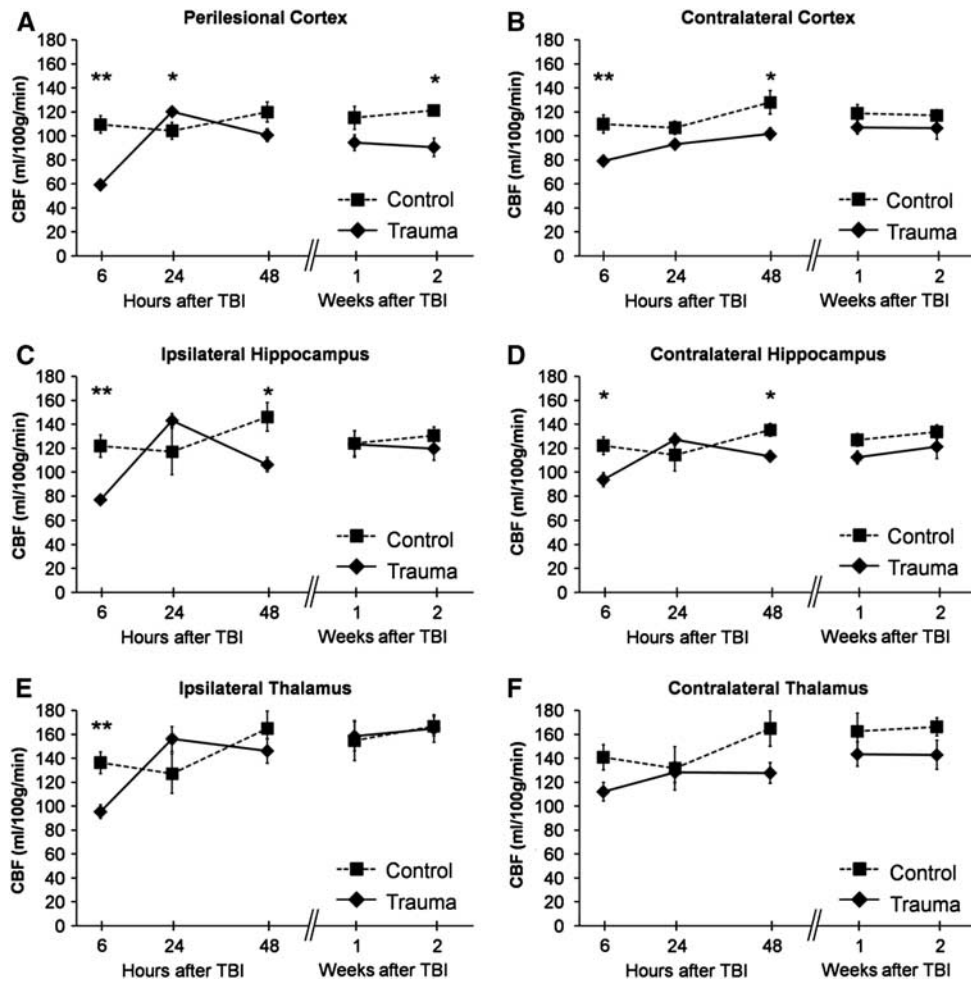 A Perilesional Cortex
CBF (ml/100g/min)
180
160
140
120
100
80
60
40
20
0
** * *
Control
Trauma
6 24 48 1 2
Hours after TBI Weeks after TBI
B Contralateral Cortex
CBF (ml/100g/min)
180
160
140
120
100
80
60
40
20
0
** *
Control
Trauma
6 24 48 1 2
Hours after TBI Weeks after TBI
C Ipsilateral Hippocampus
CBF (ml/100g/min)
180
160
140
120
100
80
60
40
20
0
** *
Control
Trauma
6 24 48 1 2
Hours after TBI Weeks after TBI
D Contralateral Hippocampus
CBF (ml/100g/min)
180
160
140
120
100
80
60
40
20
0
* *
Control
Trauma
6 24 48 1 2
Hours after TBI Weeks after TBI
E Ipsilateral Thalamus
CBF (ml/100g/min)
180
160
140
120
100
80
60
40
20
0
**
Control
Trauma
6 24 48 1 2
Hours after TBI Weeks after TBI
F Contralateral Thalamus
CBF (ml/100g/min)
180
160
140
120
100
80
60
40
20
0
Control
Trauma
6 24 48 1 2
Hours after TBI Weeks after TBI